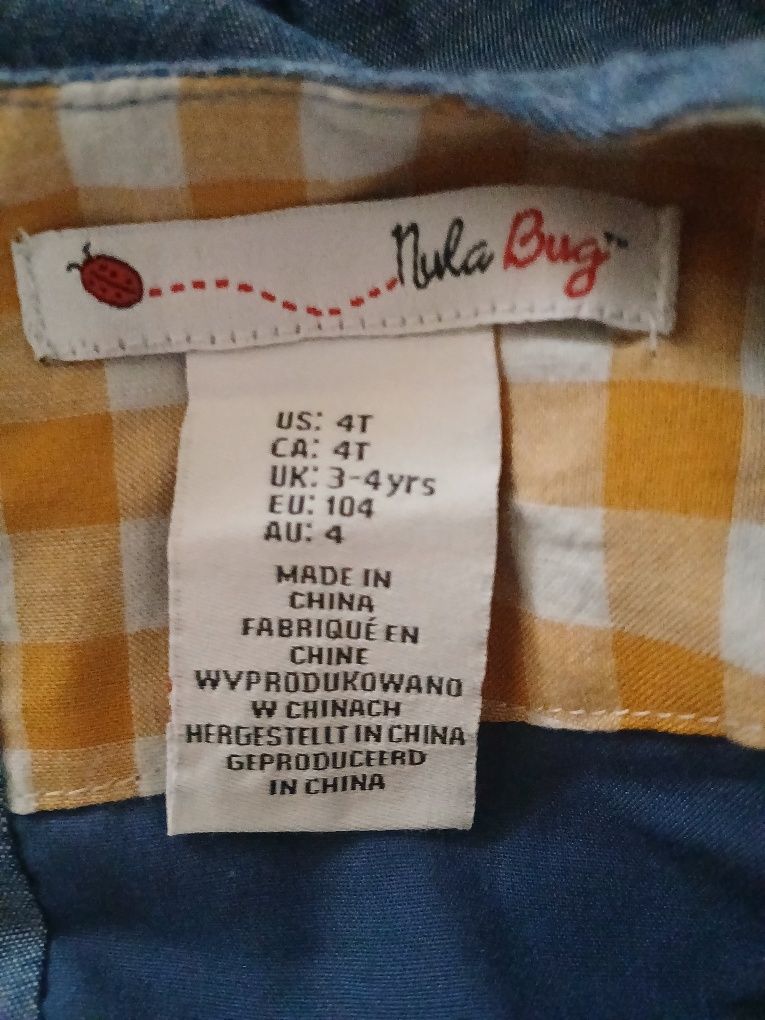 Nula Bug™
US: 4T
CA: 4T
UK: 3-4yrs
EU: 104
AU: 4
MADE IN
CHINA
FABRIQUÉ EN
CHINE
WYPRODUKOWANO
W CHINACH
HERGESTELLT IN CHINA
GEPRODUCEERD
IN CHINA